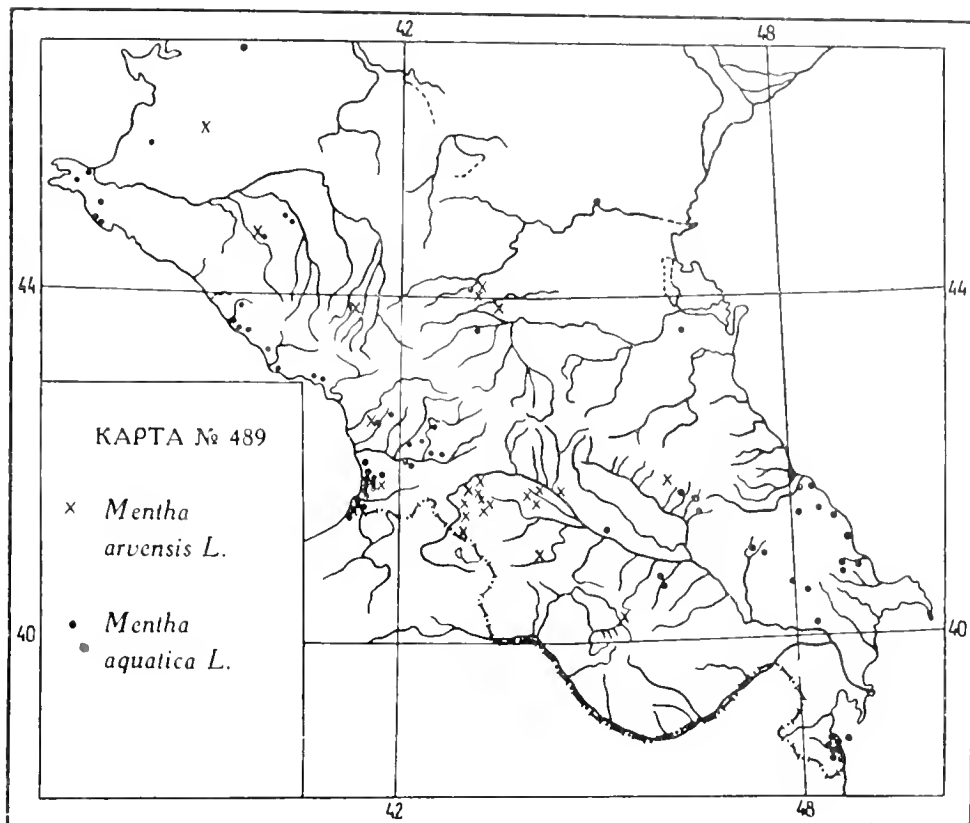 42 48
44 44
КАРТА № 489
× Mentha
arvensis L.
• Mentha
aquatica L.
40 40
42 48